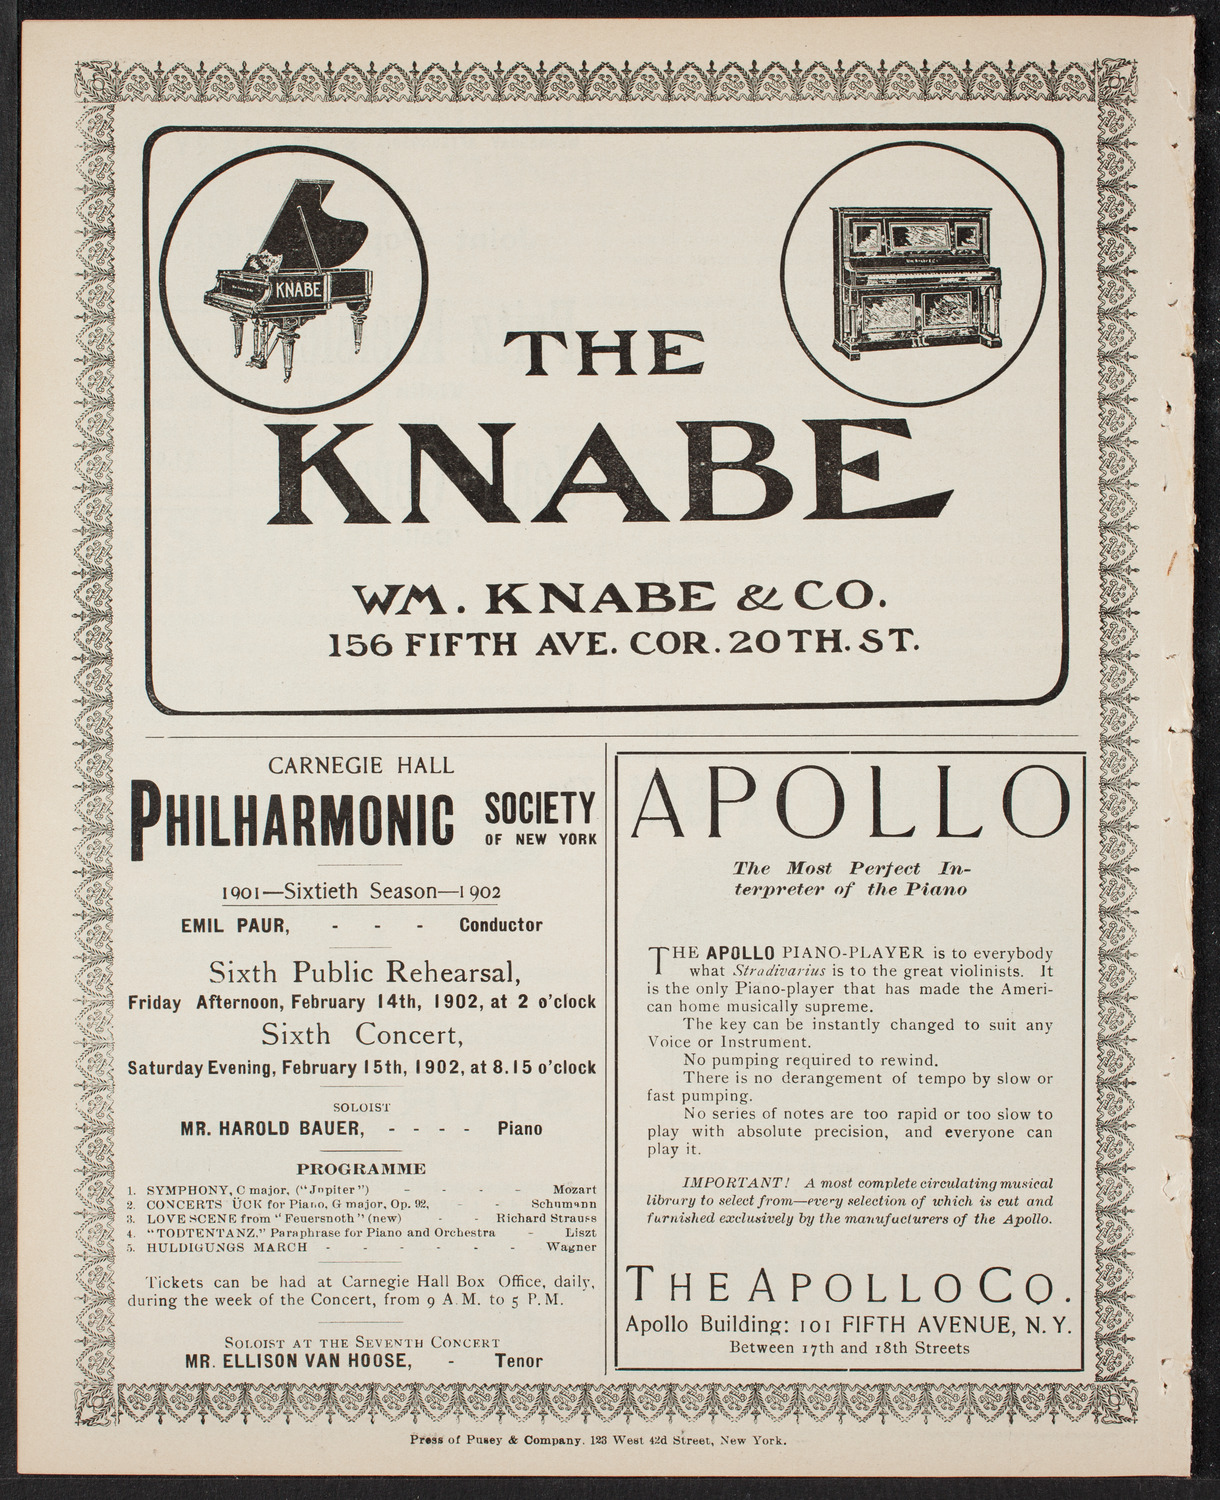 KNABE
THE
KNABE
WM. KNABE & CO.
156 FIFTH AVE. COR. 20TH. ST.
CARNEGIE HALL
PHILHARMONIC SOCIETY
OF NEW YORK
1901—Sixtieth Season—1902
EMIL PAUR, - - - Conductor
Sixth Public Rehearsal,
Friday Afternoon, February 14th, 1902, at 2 o'clock
Sixth Concert,
Saturday Evening, February 15th, 1902, at 8.15 o'clock
SOLOIST
MR. HAROLD BAUER, - - - - Piano
PROGRAMME
1. SYMPHONY, C major, ("Jupiter") - - - - Mozart
2. CONCERTS ÜCK for Piano, G major, Op. 92, - - Schumann
3. LOVE SCENE from "Feuersnoth" (new) - - Richard Strauss
4. "TODTENTANZ." Paraphrase for Piano and Orchestra - Liszt
5. HULDIGUNGS MARCH - - - - - - Wagner
Tickets can be had at Carnegie Hall Box Office, daily,
during the week of the Concert, from 9 A.M. to 5 P.M.
SOLOIST AT THE SEVENTH CONCERT
MR. ELLISON VAN HOOSE, - Tenor
APOLLO
The Most Perfect In-
terpreter of the Piano
THE APOLLO PIANO-PLAYER is to everybody
what Stradivarius is to the great violinists. It
is the only Piano-player that has made the Ameri-
can home musically supreme.
The key can be instantly changed to suit any
Voice or Instrument.
No pumping required to rewind.
There is no derangement of tempo by slow or
fast pumping.
No series of notes are too rapid or too slow to
play with absolute precision, and everyone can
play it.
IMPORTANT! A most complete circulating musical
library to select from—every selection of which is cut and
furnished exclusively by the manufacturers of the Apollo.
THE APOLLO CO.
Apollo Building: 101 FIFTH AVENUE, N. Y.
Between 17th and 18th Streets
Press of Pusey & Company. 123 West 42d Street, New York.